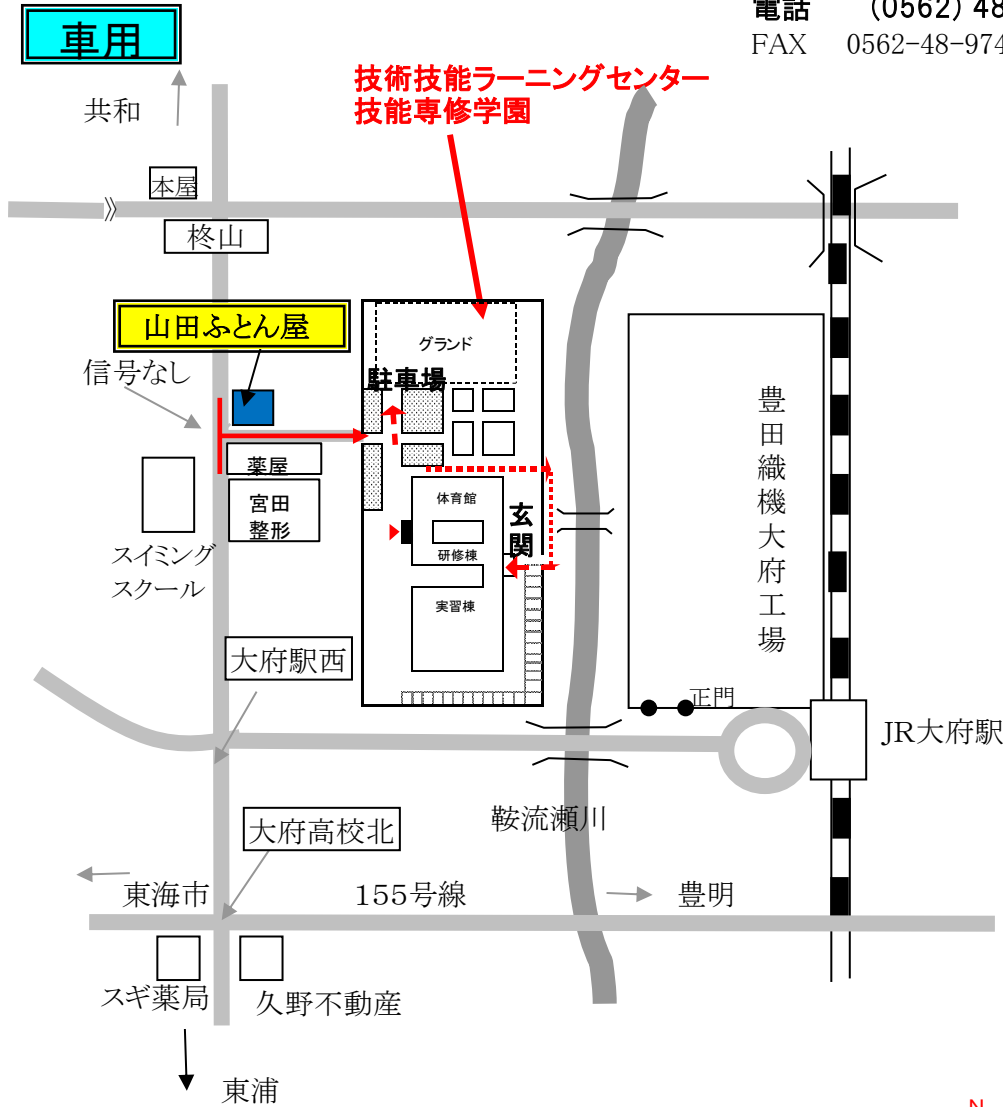 電話 (0562) 48
車用
FAX 0562-48-974
技術技能ラーニングセンター
技能専修学園
共和
本屋
柊山
山田ふとん屋
グランド
信号なし
駐車場
豊田織機大府工場
薬屋
宮田
整形
体育館
玄関
研修棟
スイミング
スクール
実習棟
大府駅西
正門
JR大府駅
鞍流瀬川
大府高校北
東海市
155号線
豊明
スギ薬局
久野不動産
東浦
N